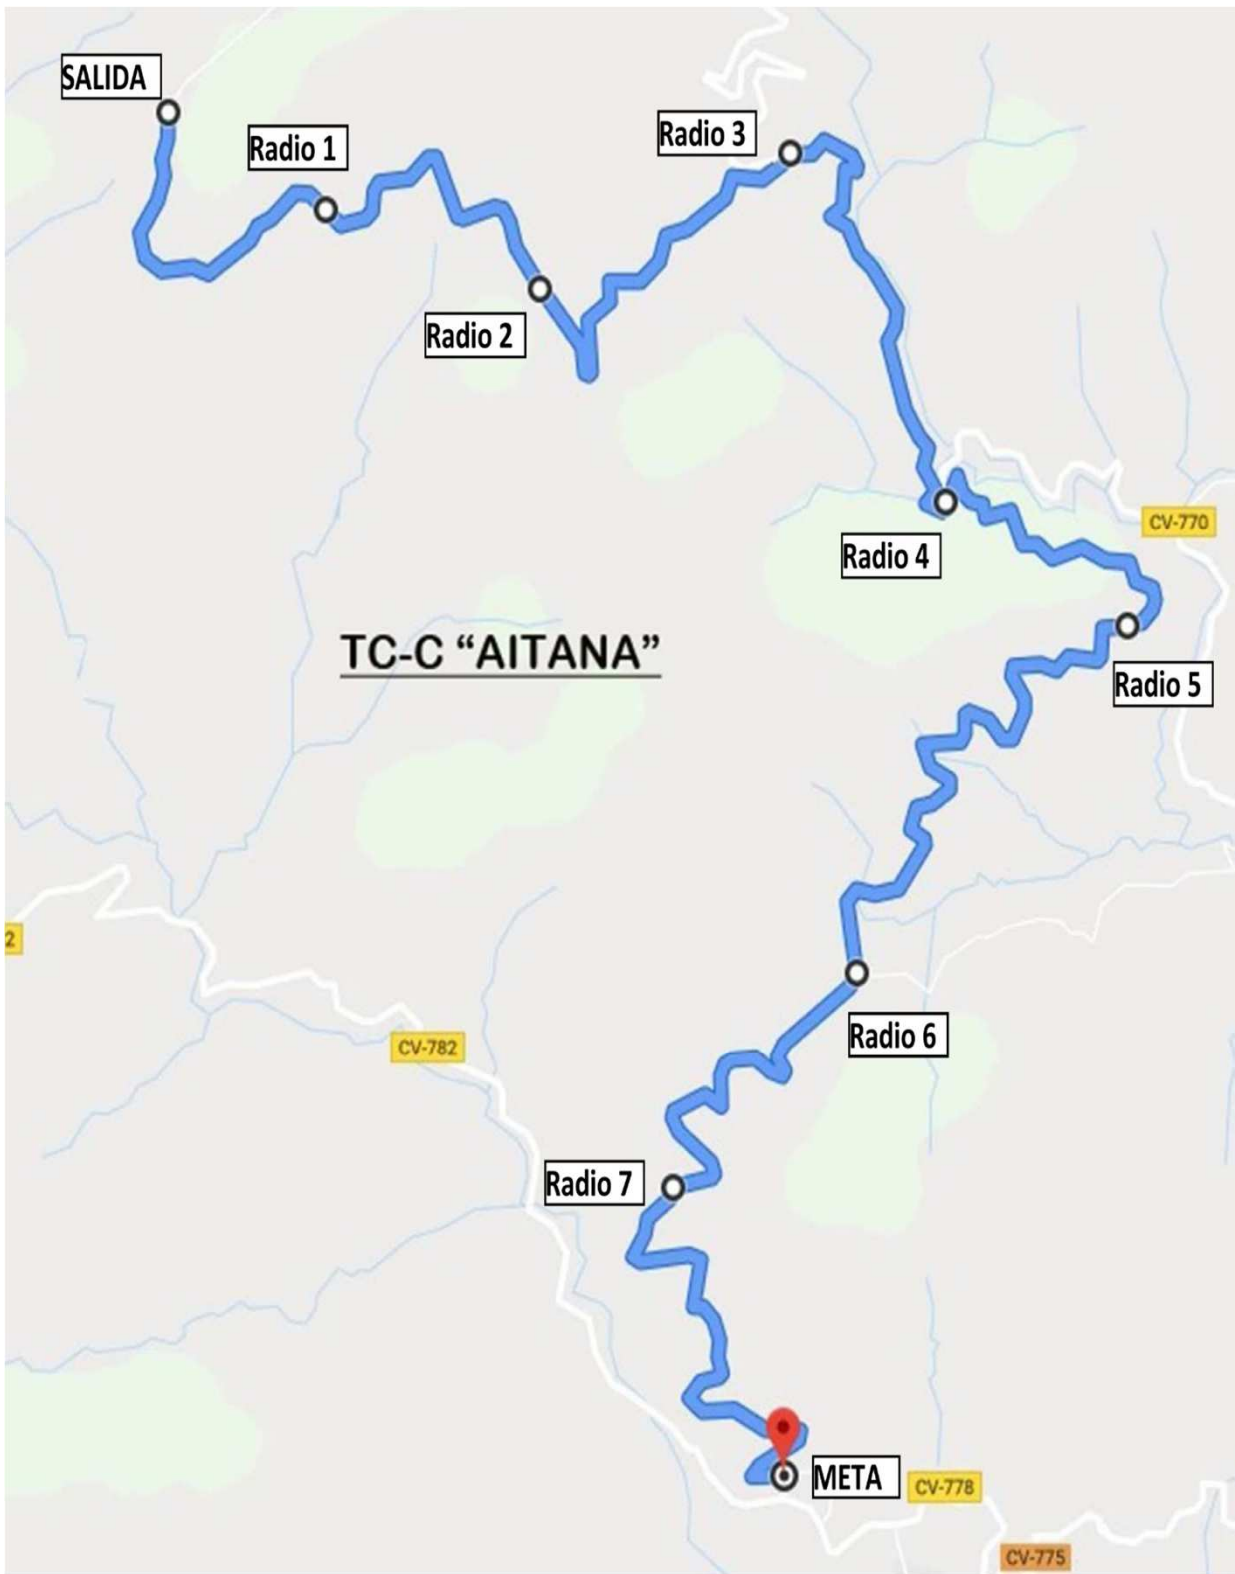 SALIDA
Radio 1
Radio 3
Radio 2
CV-770
Radio 4
TC-C “AITANA”
Radio 5
2
Radio 6
CV-782
Radio 7
META
CV-778
CV-775